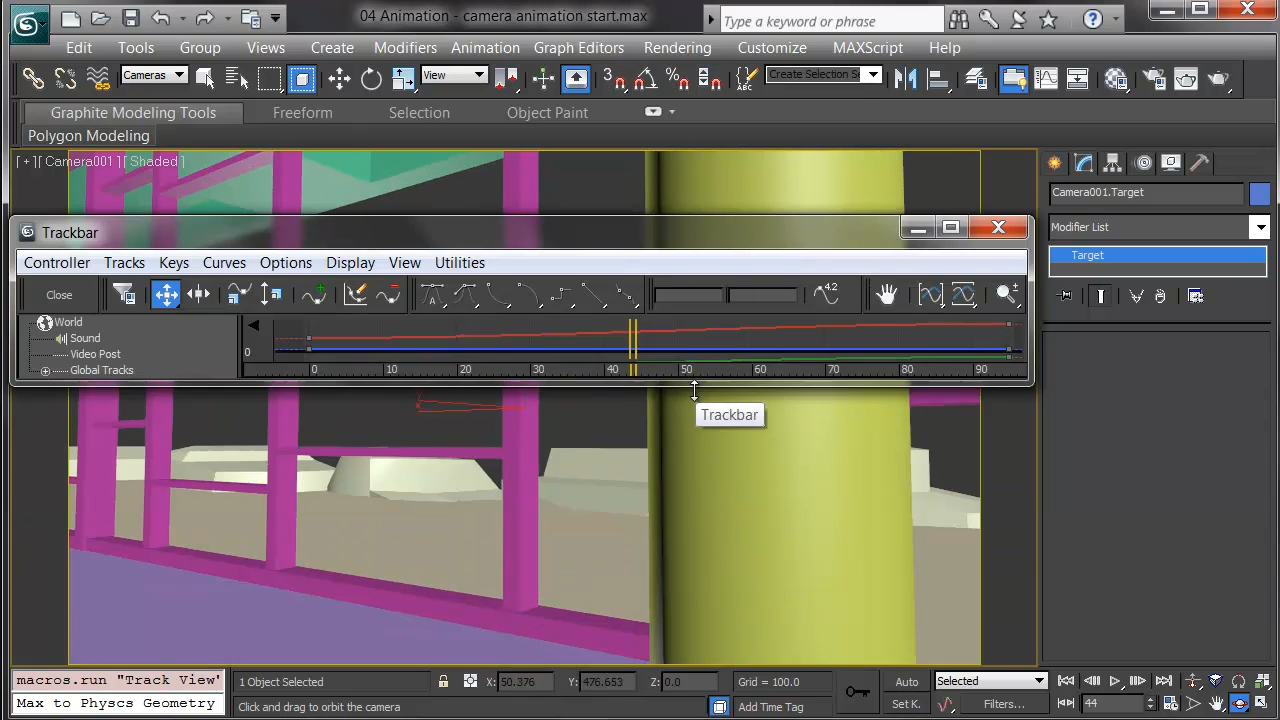 04 Animation - camera animation start.max
Type a keyword or phrase
Edit Tools Group Views Create Modifiers Animation Graph Editors Rendering Customize MAXScript Help
Cameras
View
3
%
ABC
Create Selection Se
Graphite Modeling Tools Freeform Selection Object Paint
Polygon Modeling
[ + ][ Camera001 ][ Shaded ]
Camera001.Target
Modifier List
Target
Trackbar
Controller Tracks Keys Curves Options Display View Utilities
Close
4.2
World
Sound
Video Post
Global Tracks
0
0 10 20 30 40 50 60 70 80 90
Trackbar
macros.run "Track View"
Max to Physcs Geometry
1 Object Selected
X: 50.376 Y: 476.653 Z: 0.0
Grid = 100.0
Auto
Selected
Click and drag to orbit the camera
Add Time Tag
Set K.
Filters...
44